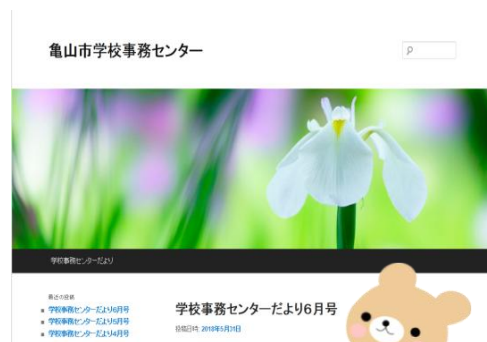 亀山市学校事務センター
学校事務センターだより
最近の投稿
学校事務センターだより6月号
学校事務センターだより5月号
学校事務センターだより4月号
学校事務センターだより6月号
投稿日時: 2018年5月31日